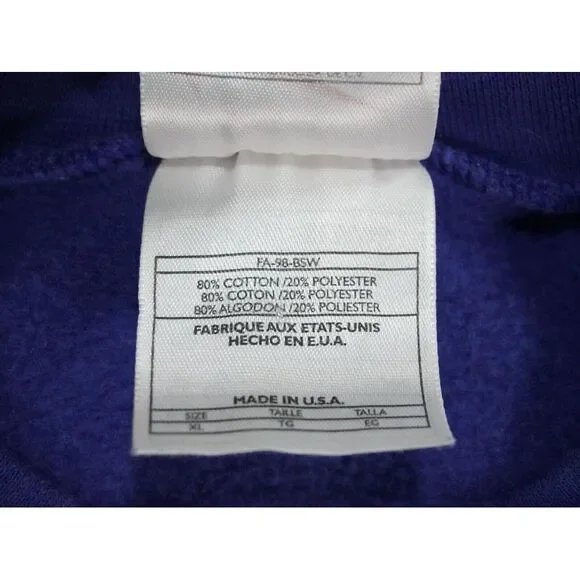 FA-98-BSW
80% COTTON /20% POLYESTER
80% COTON /20% POLYESTER
80% ALGODON /20% POLIESTER
FABRIQUE AUX ETATS-UNIS
HECHO EN E.U.A.
MADE IN U.S.A.
SIZE TAILLE TALLA
XL TG EG